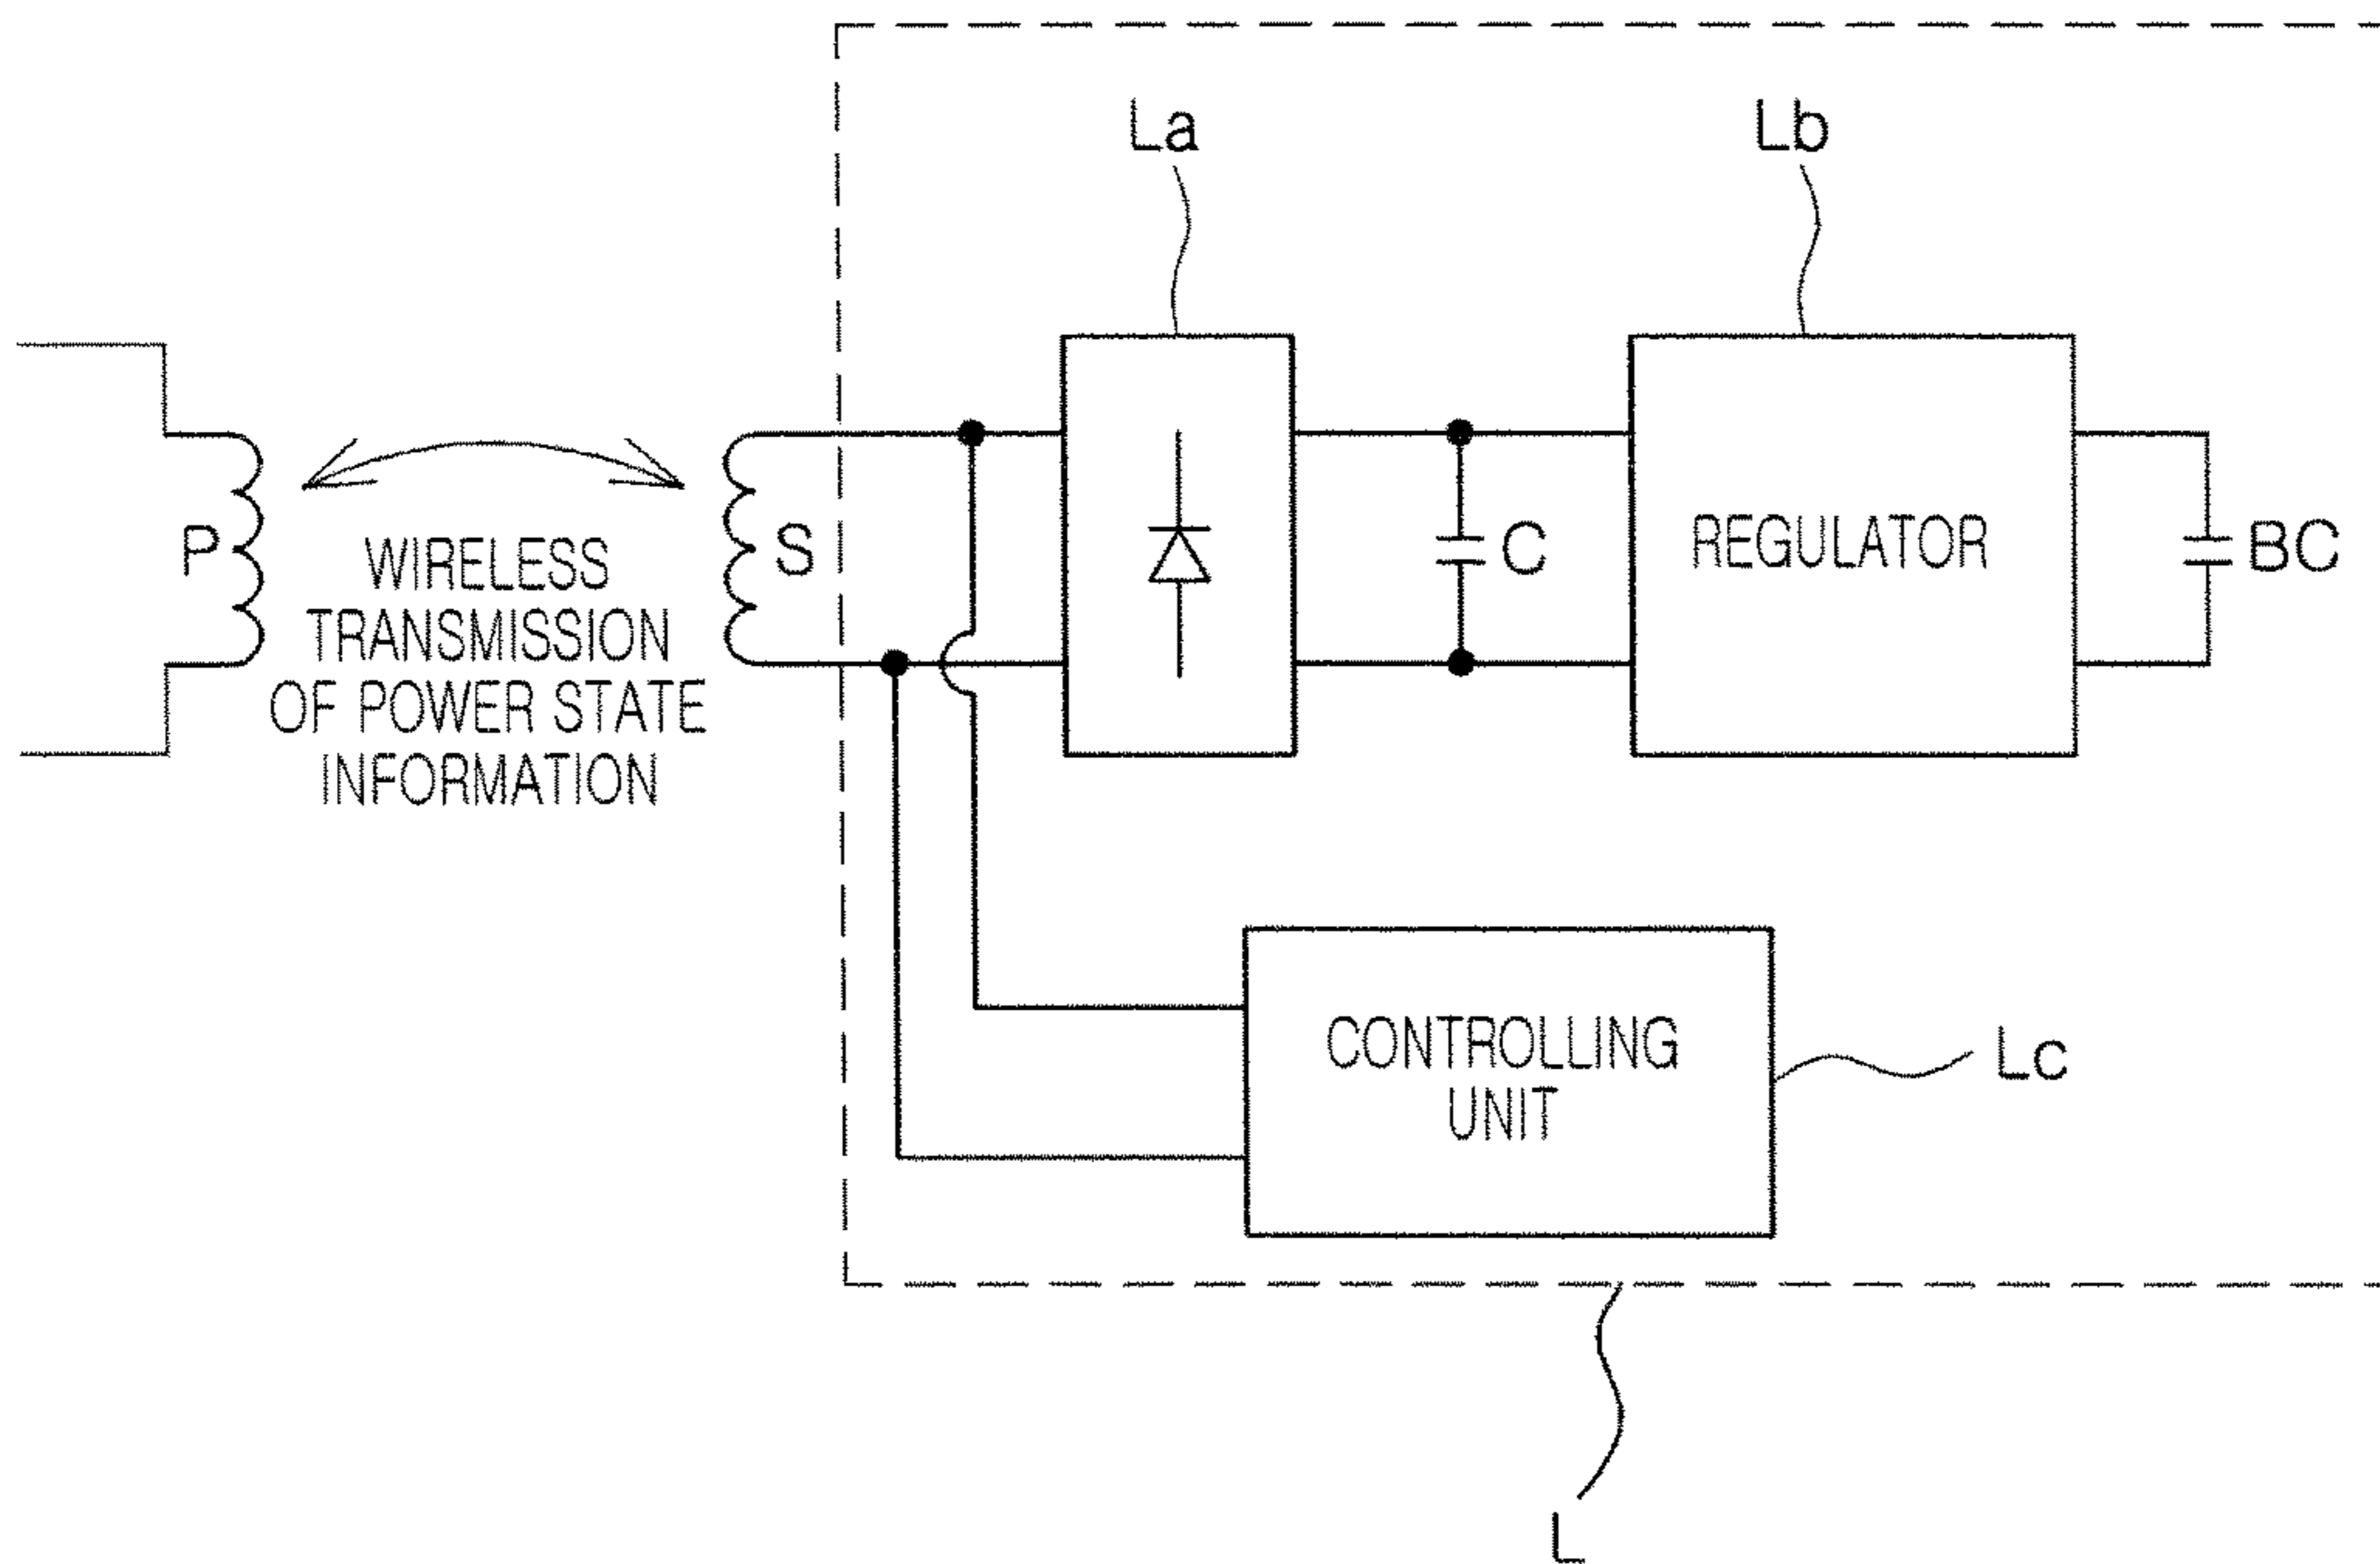 La
Lb
P
WIRELESS
TRANSMISSION
OF POWER STATE
INFORMATION
S
C
REGULATOR
BC
CONTROLLING
UNIT
Lc
L